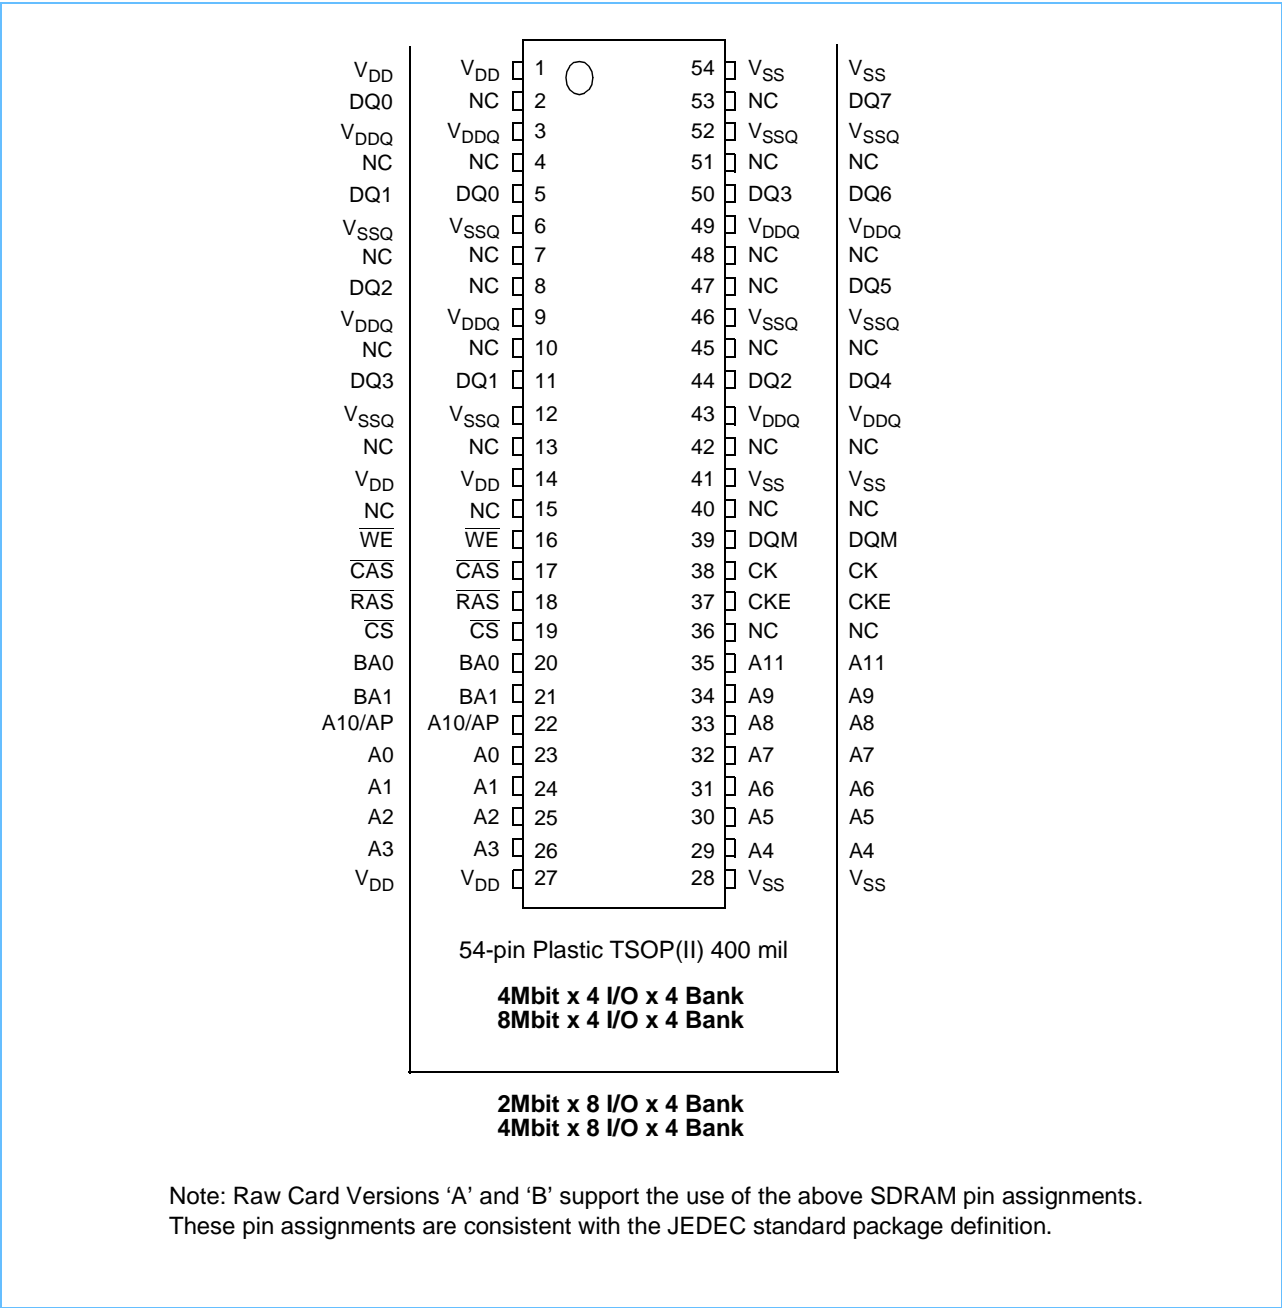 VDD VDD 1 54 VSS VSS
DQ0 NC 2 53 NC DQ7
VDDQ VDDQ 3 52 VSSQ VSSQ
NC NC 4 51 NC NC
DQ1 DQ0 5 50 DQ3 DQ6
VSSQ VSSQ 6 49 VDDQ VDDQ
NC NC 7 48 NC NC
DQ2 NC 8 47 NC DQ5
VDDQ VDDQ 9 46 VSSQ VSSQ
NC NC 10 45 NC NC
DQ3 DQ1 11 44 DQ2 DQ4
VSSQ VSSQ 12 43 VDDQ VDDQ
NC NC 13 42 NC NC
VDD VDD 14 41 VSS VSS
NC NC 15 40 NC NC
WE WE 16 39 DQM DQM
CAS CAS 17 38 CK CK
RAS RAS 18 37 CKE CKE
CS CS 19 36 NC NC
BA0 BA0 20 35 A11 A11
BA1 BA1 21 34 A9 A9
A10/AP A10/AP 22 33 A8 A8
A0 A0 23 32 A7 A7
A1 A1 24 31 A6 A6
A2 A2 25 30 A5 A5
A3 A3 26 29 A4 A4
VDD VDD 27 28 VSS VSS
54-pin Plastic TSOP(II) 400 mil
4Mbit x 4 I/O x 4 Bank
8Mbit x 4 I/O x 4 Bank
2Mbit x 8 I/O x 4 Bank
4Mbit x 8 I/O x 4 Bank
Note: Raw Card Versions ‘A’ and ‘B’ support the use of the above SDRAM pin assignments.
These pin assignments are consistent with the JEDEC standard package definition.